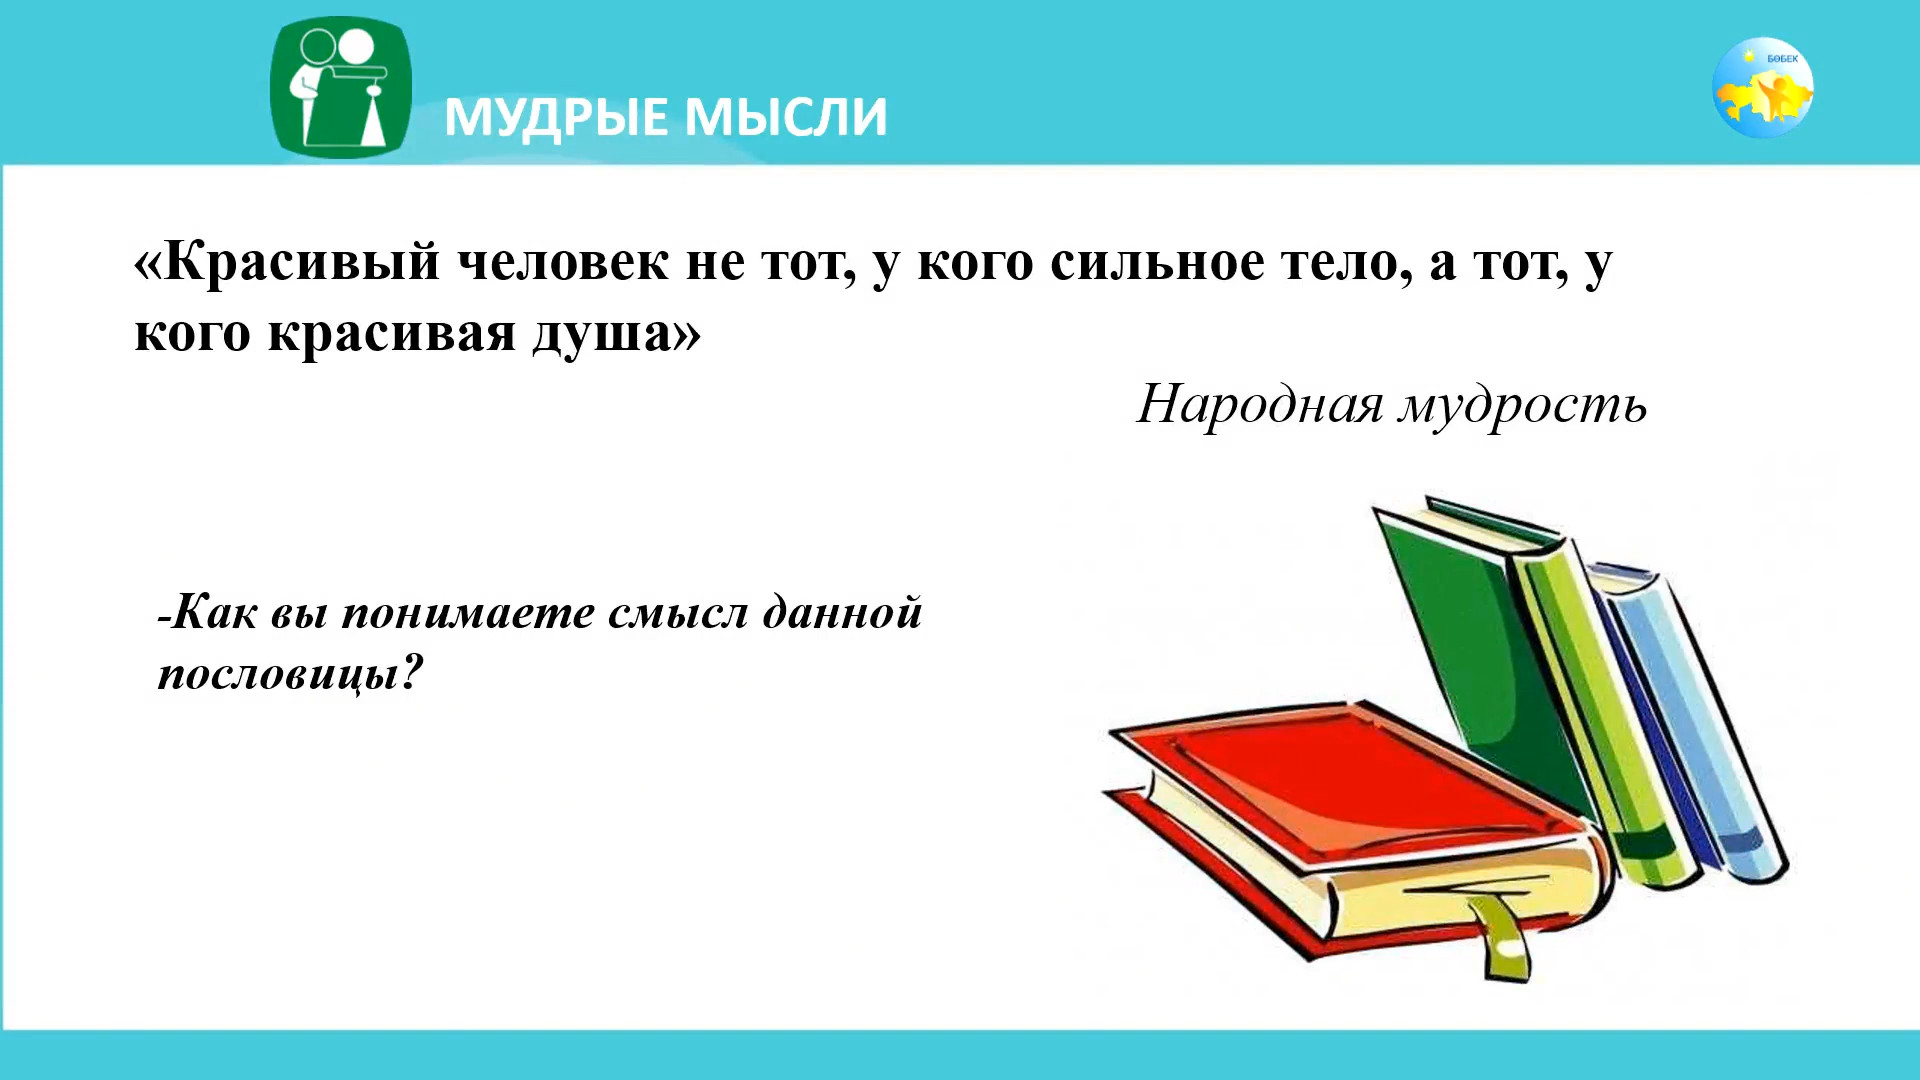 БӨБЕК
МУДРЫЕ МЫСЛИ
«Красивый человек не тот, у кого сильное тело, а тот, у
кого красивая душа»
Народная мудрость
-Как вы понимаете смысл данной
пословицы?